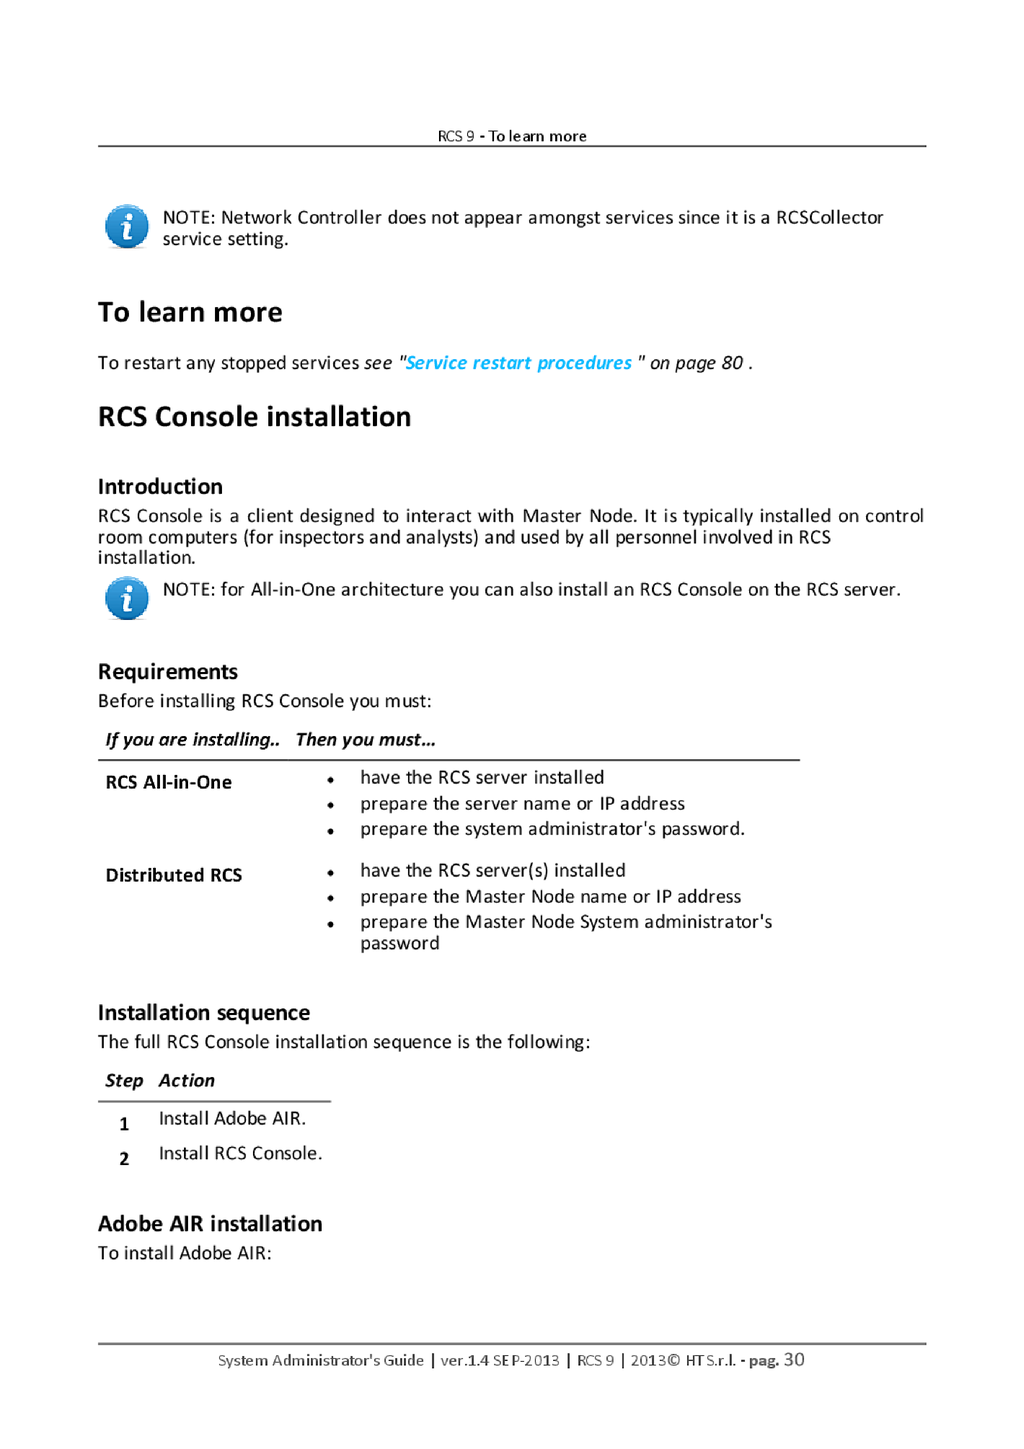 RCS 9 - To learn more
NOTE: Network Controller does not appear amongst services since it is a RCSCollector
service setting.
To learn more
To restart any stopped services see "Service restart procedures " on page 80 .
RCS Console installation
Introduction
RCS Console is a client designed to interact with Master Node. It is typically installed on control
room computers (for inspectors and analysts) and used by all personnel involved in RCS
installation.
NOTE: for All-in-One architecture you can also install an RCS Console on the RCS server.
Requirements
Before installing RCS Console you must:
If you are installing.. Then you must...
RCS All-in-One • have the RCS server installed
• prepare the server name or IP address
• prepare the system administrator's password.
Distributed RCS • have the RCS server(s) installed
• prepare the Master Node name or IP address
• prepare the Master Node System administrator's
password
Installation sequence
The full RCS Console installation sequence is the following:
Step Action
1 Install Adobe AIR.
2 Install RCS Console.
Adobe AIR installation
To install Adobe AIR:
System Administrator's Guide | ver.1.4 SEP-2013 | RCS 9 | 2013© HT S.r.l. - pag. 30